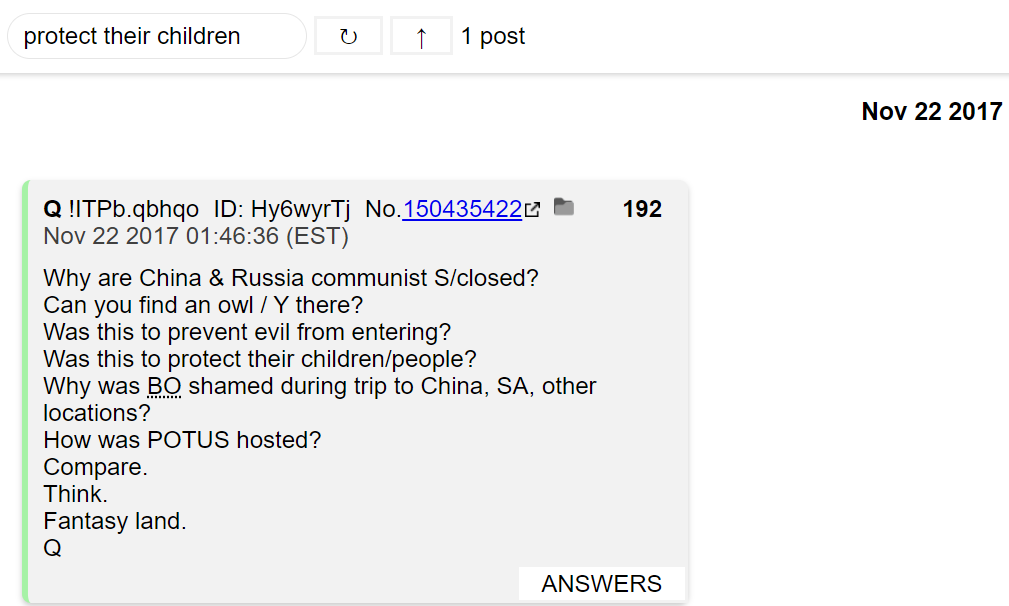 protect their children ↻ ↑ 1 post
Nov 22 2017
Q !ITPb.qbhqo ID: Hy6wyrTj No.150435422 192
Nov 22 2017 01:46:36 (EST)
Why are China & Russia communist S/closed?
Can you find an owl / Y there?
Was this to prevent evil from entering?
Was this to protect their children/people?
Why was BO shamed during trip to China, SA, other
locations?
How was POTUS hosted?
Compare.
Think.
Fantasy land.
Q
ANSWERS